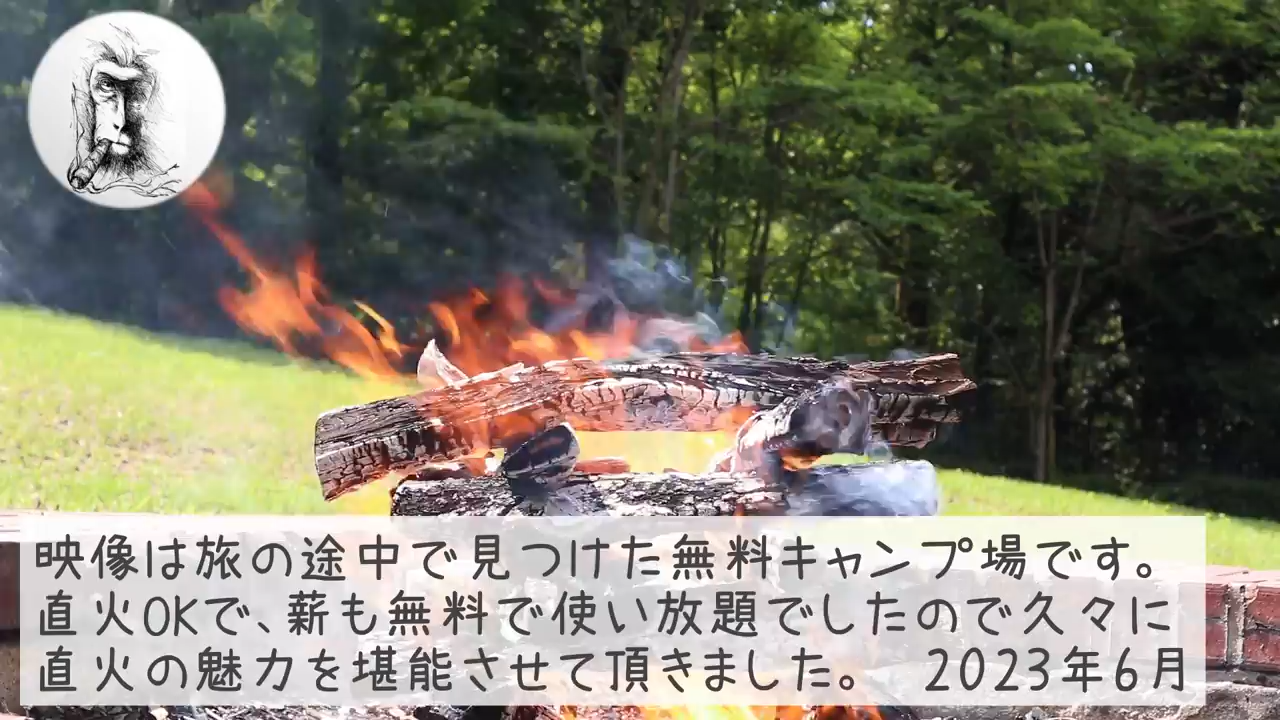 映像は旅の途中で見つけた無料キャンプ場です。
直火OKで、薪も無料で使い放題でしたので久々に
直火の魅力を堪能させて頂きました。　2023年6月